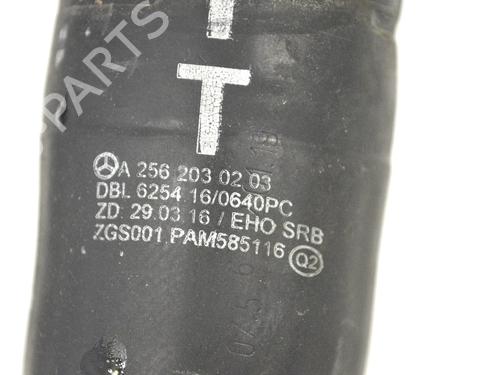 T
A 256 203 02 03
DBL 6254.16/0640PC
ZD: 29.03.16 / EHO SRB
ZGS001 PAM585116 Q2
B-PARTS